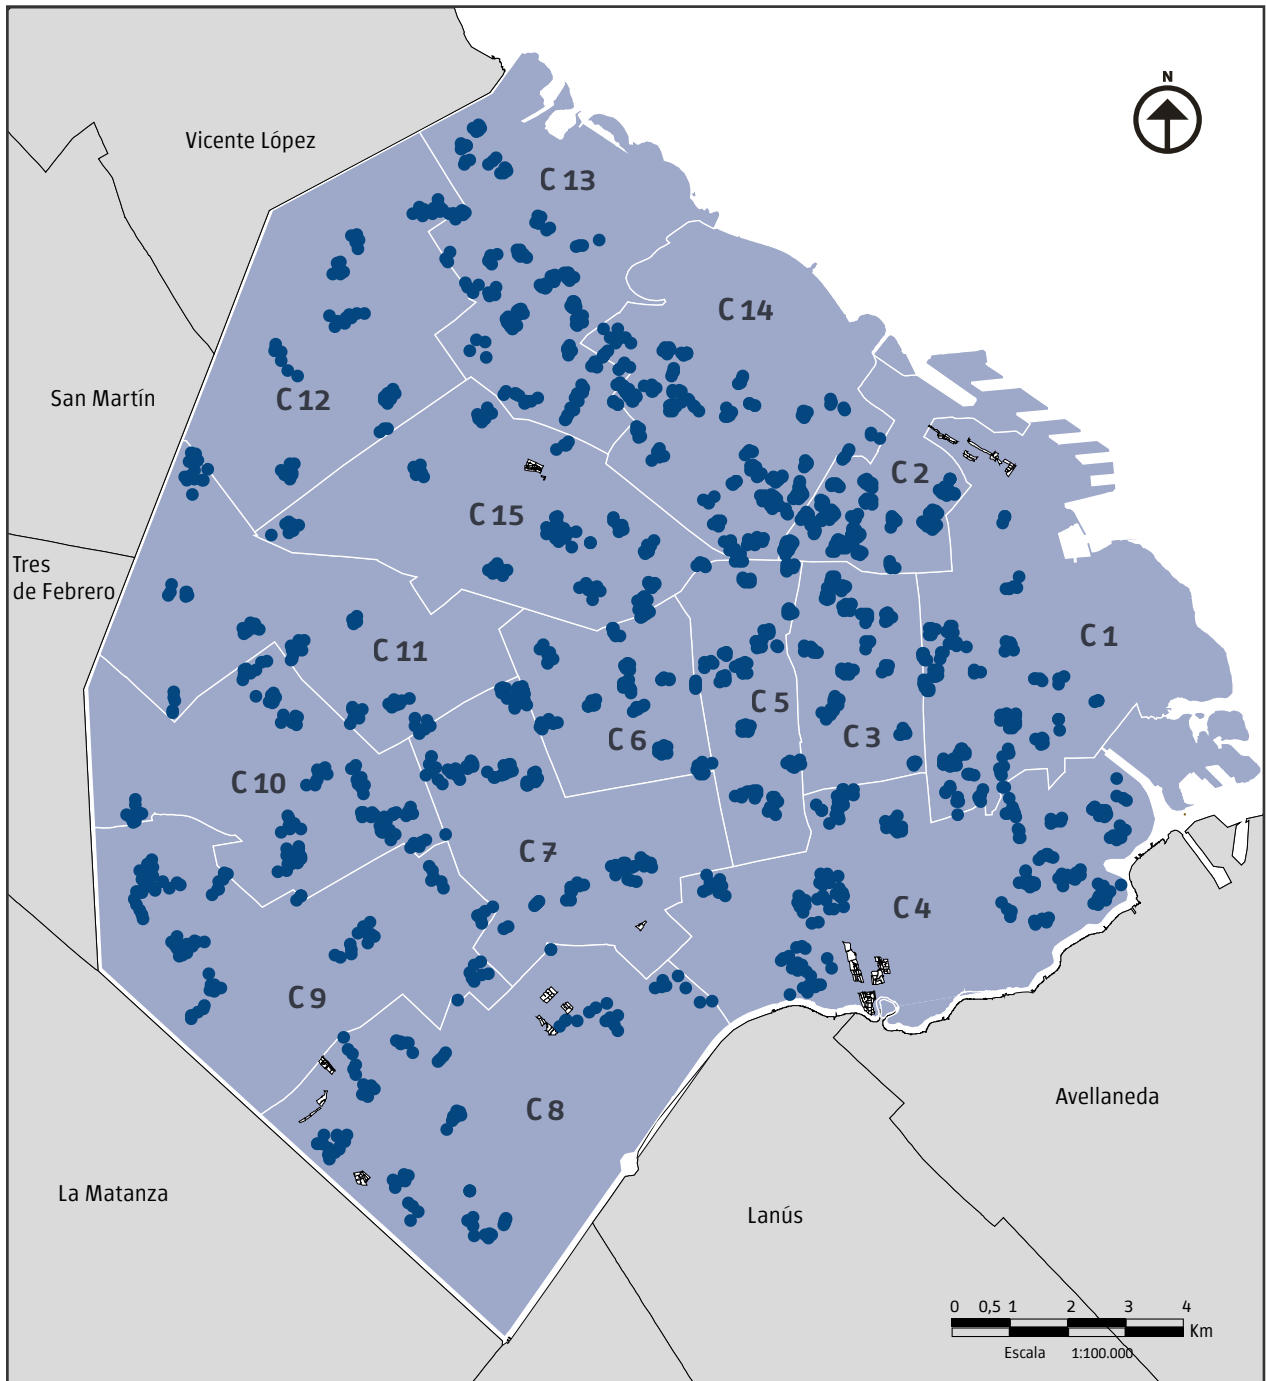 N
Vicente López
C 13
C 14
San Martín
C 12
C 2
C 15
Tres
de Febrero
C 1
C 11
C 5
C 6
C 3
C 10
C 7
C 4
C 9
C 8
Avellaneda
La Matanza
Lanús
0 0,5 1 2 3 4
Km
Escala 1:100.000